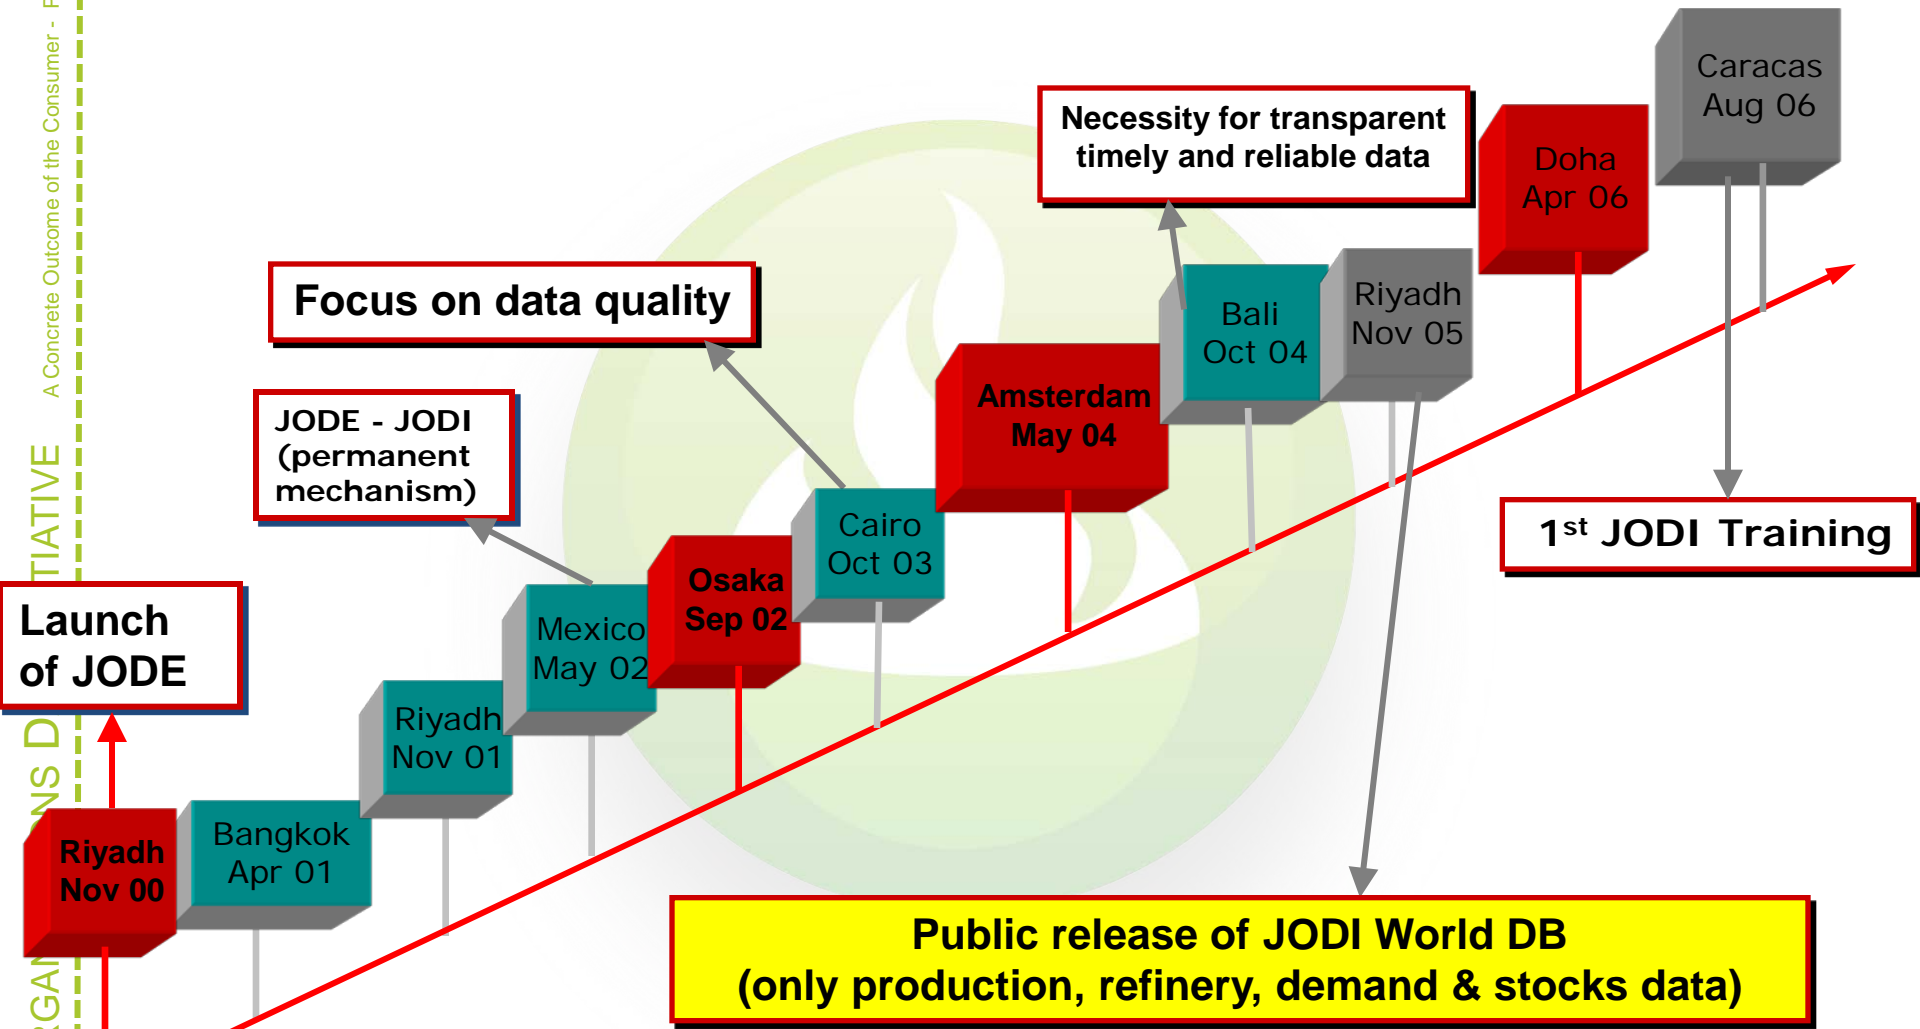 A Concrete Outcome of the Consumer -
TIATIVE
Caracas
Aug 06
Necessity for transparent
timely and reliable data
Doha
Apr 06
Focus on data quality
Bali
Oct 04
Riyadh
Nov 05
JODE - JODI
(permanent
mechanism)
Amsterdam
May 04
Cairo
Oct 03
1st JODI Training
Osaka
Sep 02
Launch
of JODE
Mexico
May 02
Riyadh
Nov 01
Bangkok
Apr 01
Riyadh
Nov 00
Public release of JODI World DB
(only production, refinery, demand & stocks data)